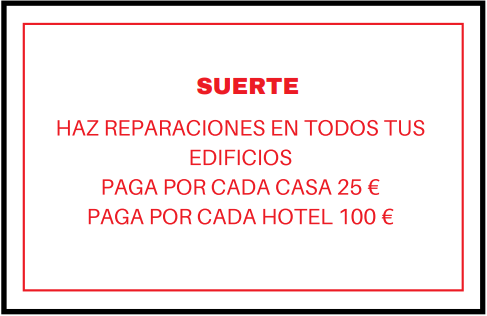 SUERTE
HAZ REPARACIONES EN TODOS TUS
EDIFICIOS
PAGA POR CADA CASA 25 €
PAGA POR CADA HOTEL 100 €